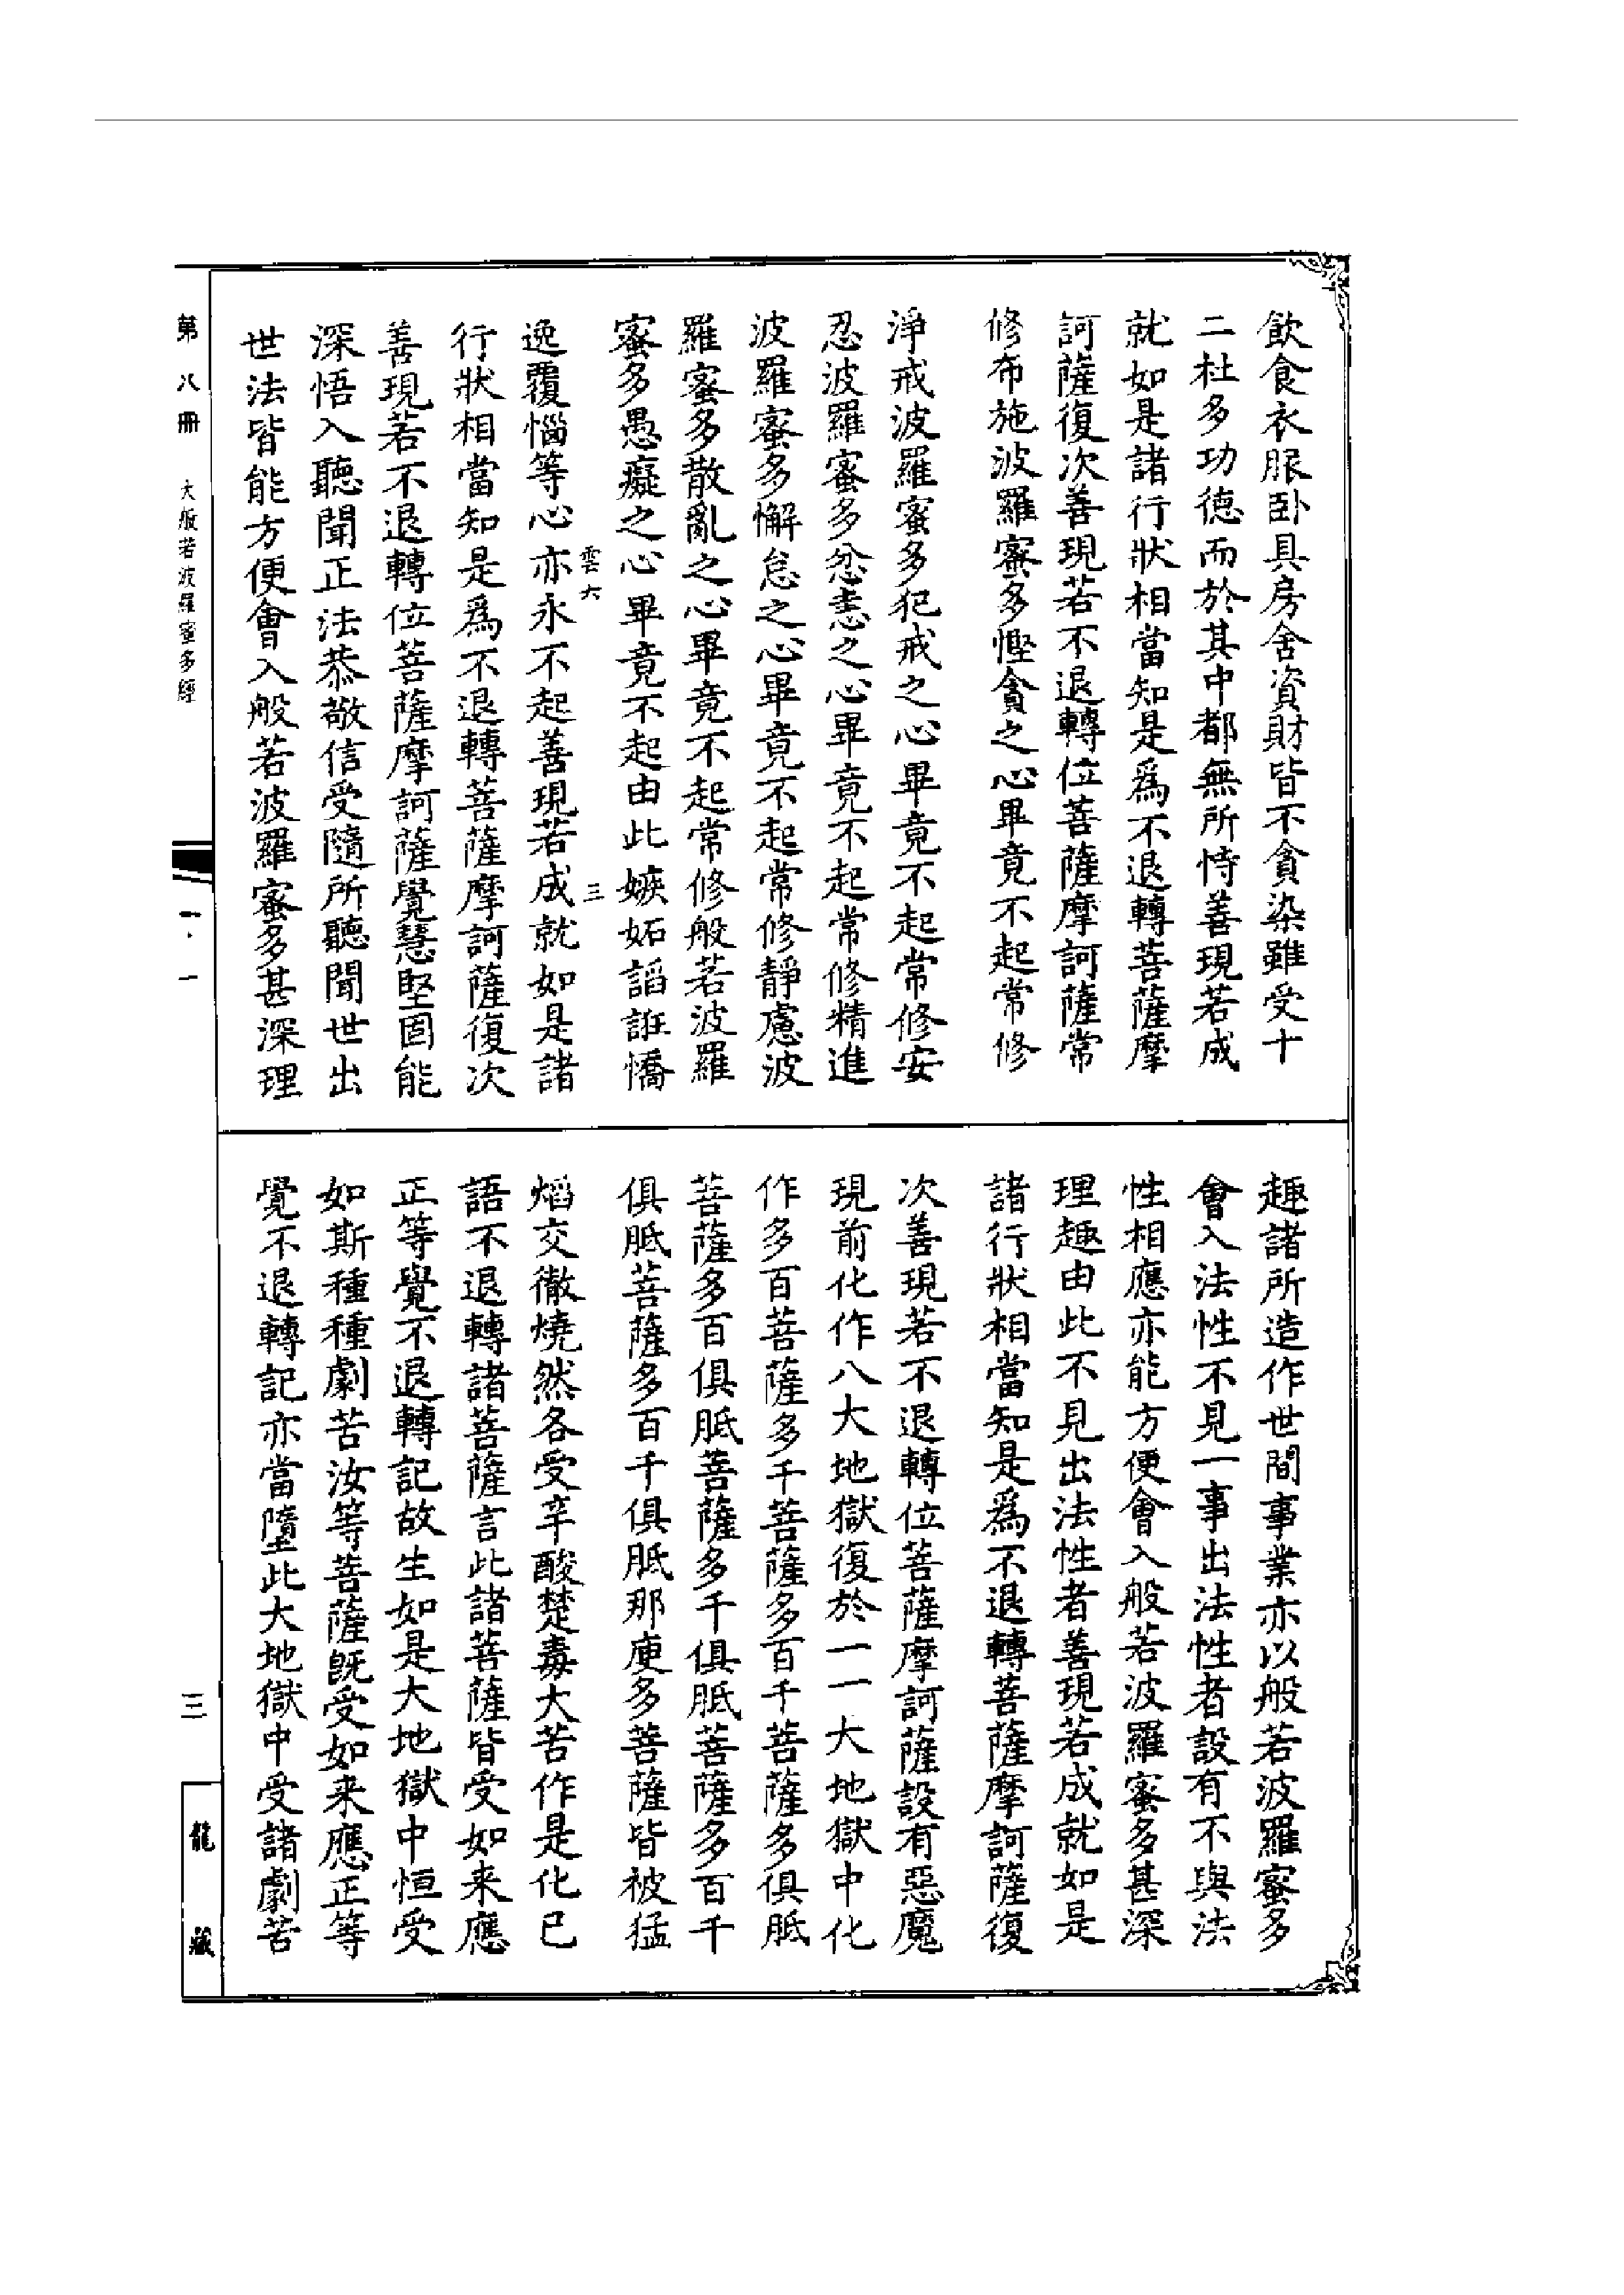 飲食衣服卧具房舍資財皆不貪染雖受十
二杜多功德而於其中都無所恃善現若成
就如是諸行狀相當知是爲不退轉菩薩摩
訶薩復次善現若不退轉位菩薩摩訶薩常
修布施波羅蜜多慳貪之心畢竟不起常修
淨戒波羅蜜多犯戒之心畢竟不起常修安
忍波羅蜜多忿恚之心畢竟不起常修精進
波羅蜜多懈怠之心畢竟不起常修靜慮波
羅蜜多散亂之心畢竟不起常修般若波羅
蜜多愚癡之心畢竟不起由此嫉妬諂誑憍
雲六 三
逸覆惱等心亦永不起善現若成就如是諸
行狀相當知是爲不退轉菩薩摩訶薩復次
善現若不退轉位菩薩摩訶薩覺慧堅固能
深悟入聽聞正法恭敬信受隨所聽聞世出
世法皆能方便會入般若波羅蜜多甚深理
趣諸所造作世間事業亦以般若波羅蜜多
會入法性不見一事出法性者設有不與法
性相應亦能方便會入般若波羅蜜多甚深
理趣由此不見出法性者善現若成就如是
諸行狀相當知是爲不退轉菩薩摩訶薩復
次善現若不退轉位菩薩摩訶薩設有惡魔
現前化作八大地獄復於一一大地獄中化
作多百菩薩多千菩薩多百千菩薩多俱胝
菩薩多百俱胝菩薩多千俱胝菩薩多百千
俱胝菩薩多百千俱胝那庾多菩薩皆被猛
焰交徹燒然各受辛酸楚毒大苦作是化已
語不退轉諸菩薩言此諸菩薩皆受如来應
正等覺不退轉記故生如是大地獄中恒受
如斯種種劇苦汝等菩薩既受如来應正等
覺不退轉記亦當墮此大地獄中受諸劇苦
第八冊 大般若波羅蜜多經 一·一
三
龍藏